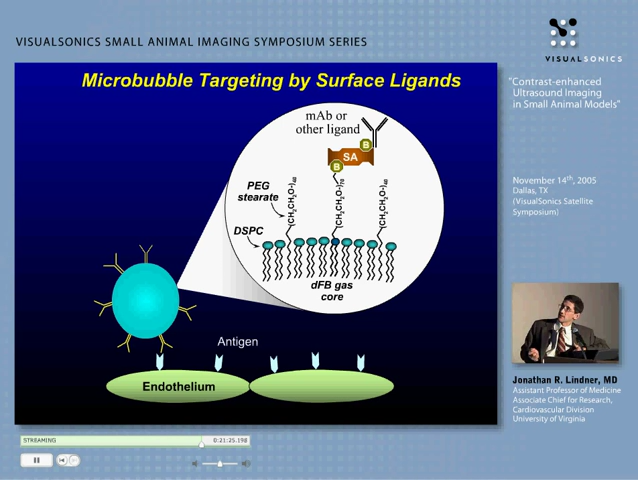 VISUALSONICS SMALL ANIMAL IMAGING SYMPOSIUM SERIES
VISUALSONICS
Microbubble Targeting by Surface Ligands
mAb or
other ligand
B
SA
B
PEG
stearate
(CH₂CH₂O-)₄₀
(CH₂CH₂O-)₇₀
(CH₂CH₂O-)₄₀
DSPC
dFB gas
core
Antigen
Endothelium
"Contrast-enhanced
Ultrasound Imaging
in Small Animal Models"
November 14th, 2005
Dallas, TX
(VisualSonics Satellite
Symposium)
Jonathan R. Lindner, MD
Assistant Professor of Medicine
Associate Chief for Research,
Cardiovascular Division
University of Virginia
STREAMING
0:21:25.198